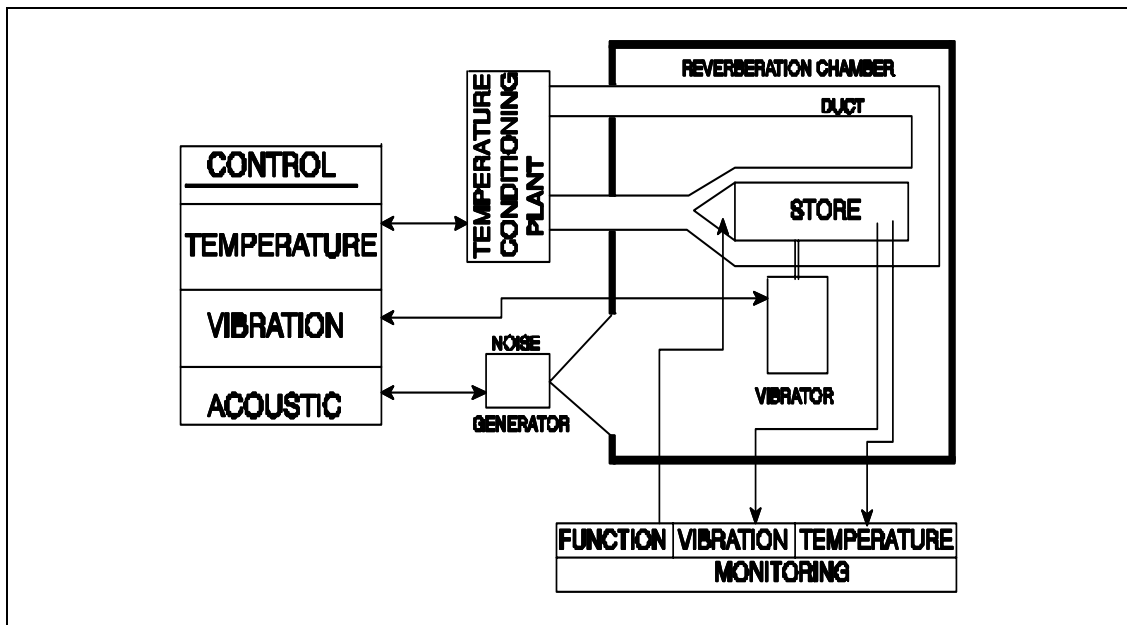 REVERBERATION CHAMBER
TEMPERATURE
CONDITIONING
PLANT
DUCT
CONTROL
STORE
TEMPERATURE
VIBRATION
NOISE
GENERATOR
VIBRATOR
ACOUSTIC
FUNCTION VIBRATION TEMPERATURE
MONITORING